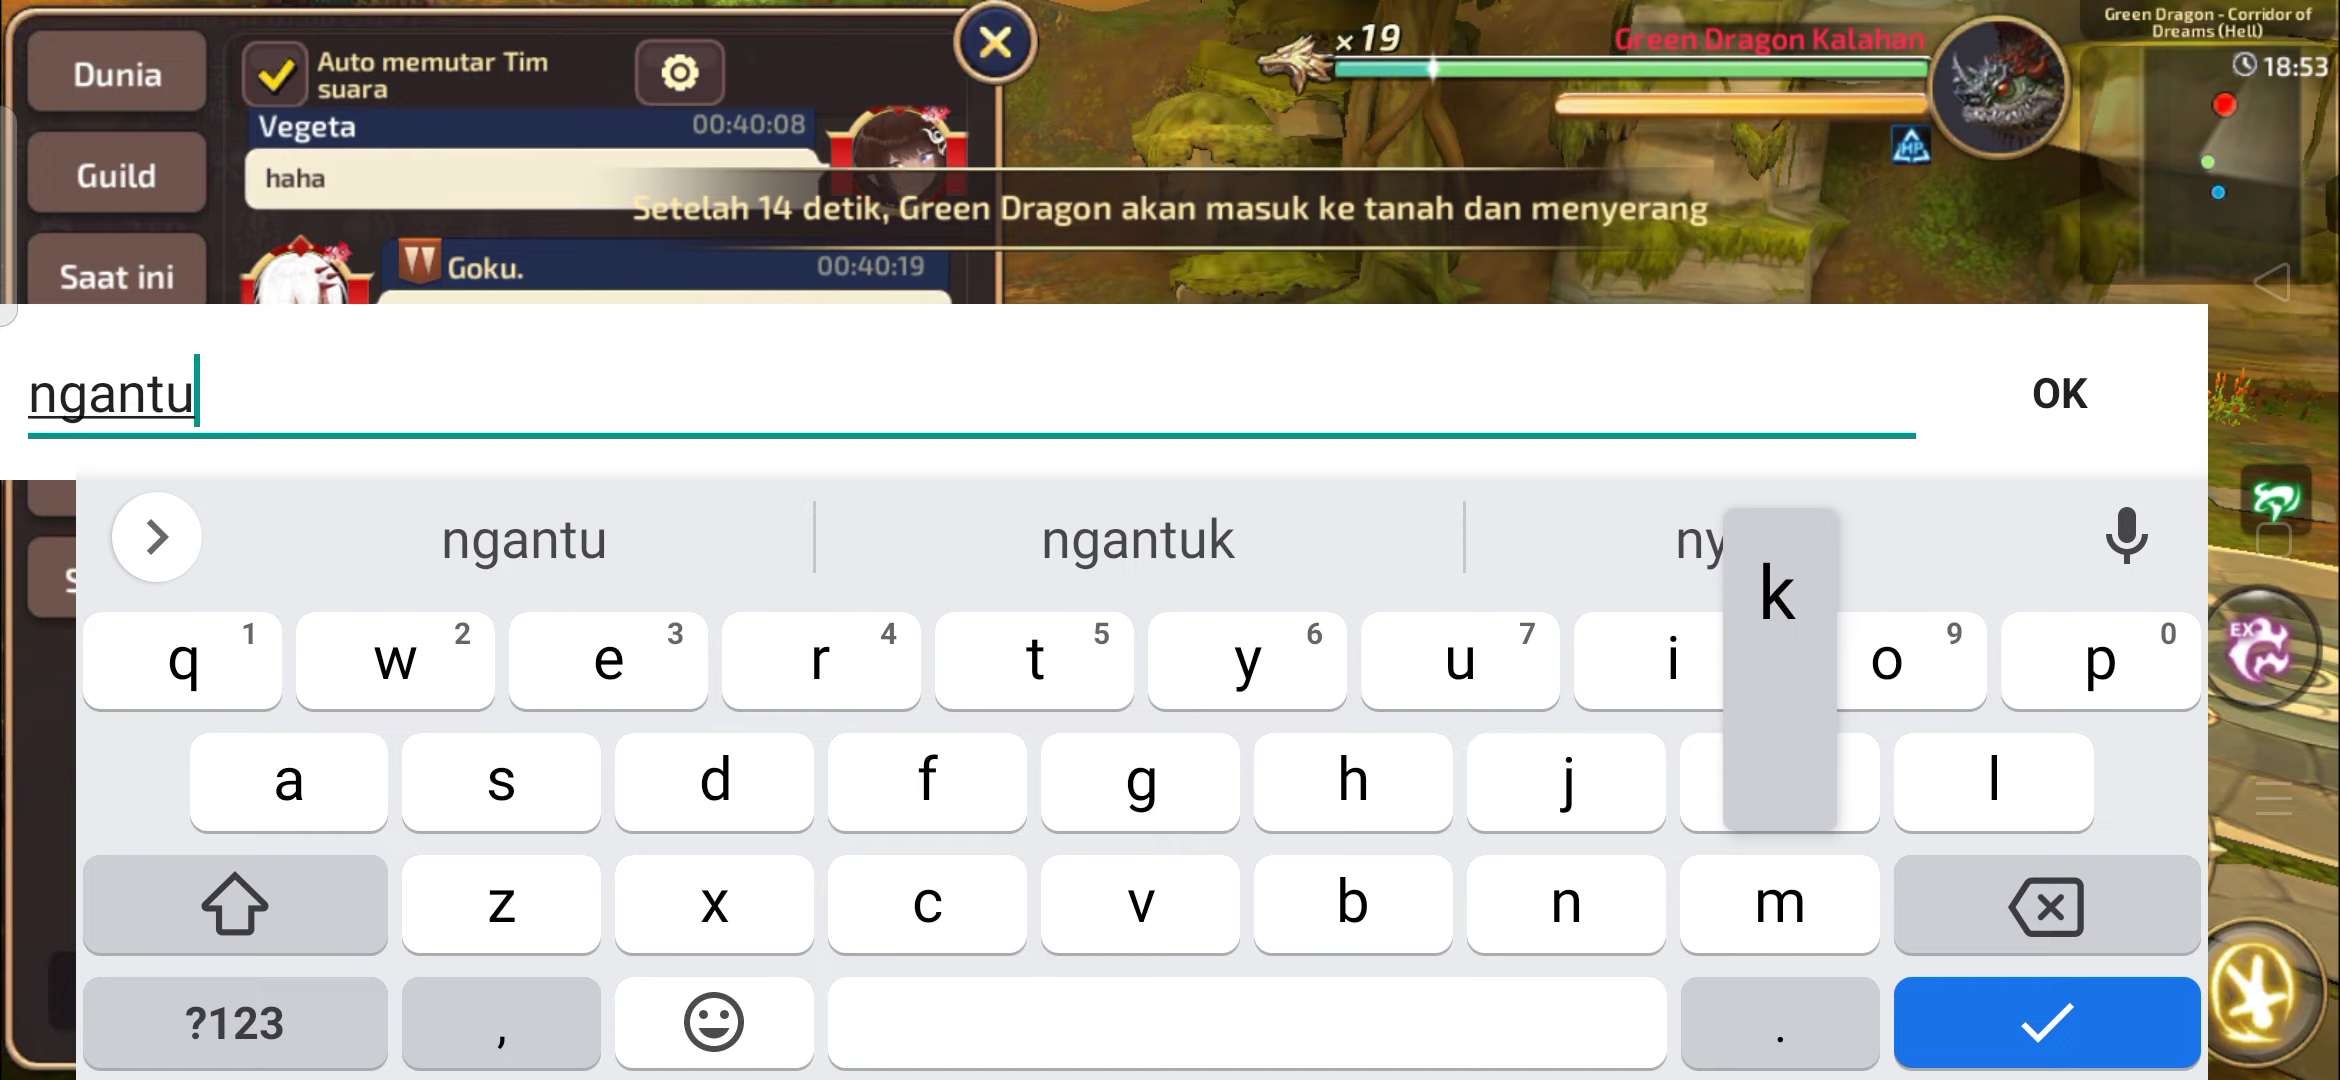 Dunia
Guild
Saat ini
Auto memutar Tim
suara
Vegeta
00:40:08
haha
Goku.
00:40:19
×19
Green Dragon Kalahan
HP
Green Dragon - Corridor of
Dreams (Hell)
18:53
Setelah 14 detik, Green Dragon akan masuk ke tanah dan menyerang
ngantu
OK
ngantu
ngantuk
ny
k
q 1 w 2 e 3 r 4 t 5 y 6 u 7 i o 9 p 0
a s d f g h j l
z x c v b n m
?123 , .
S
EX